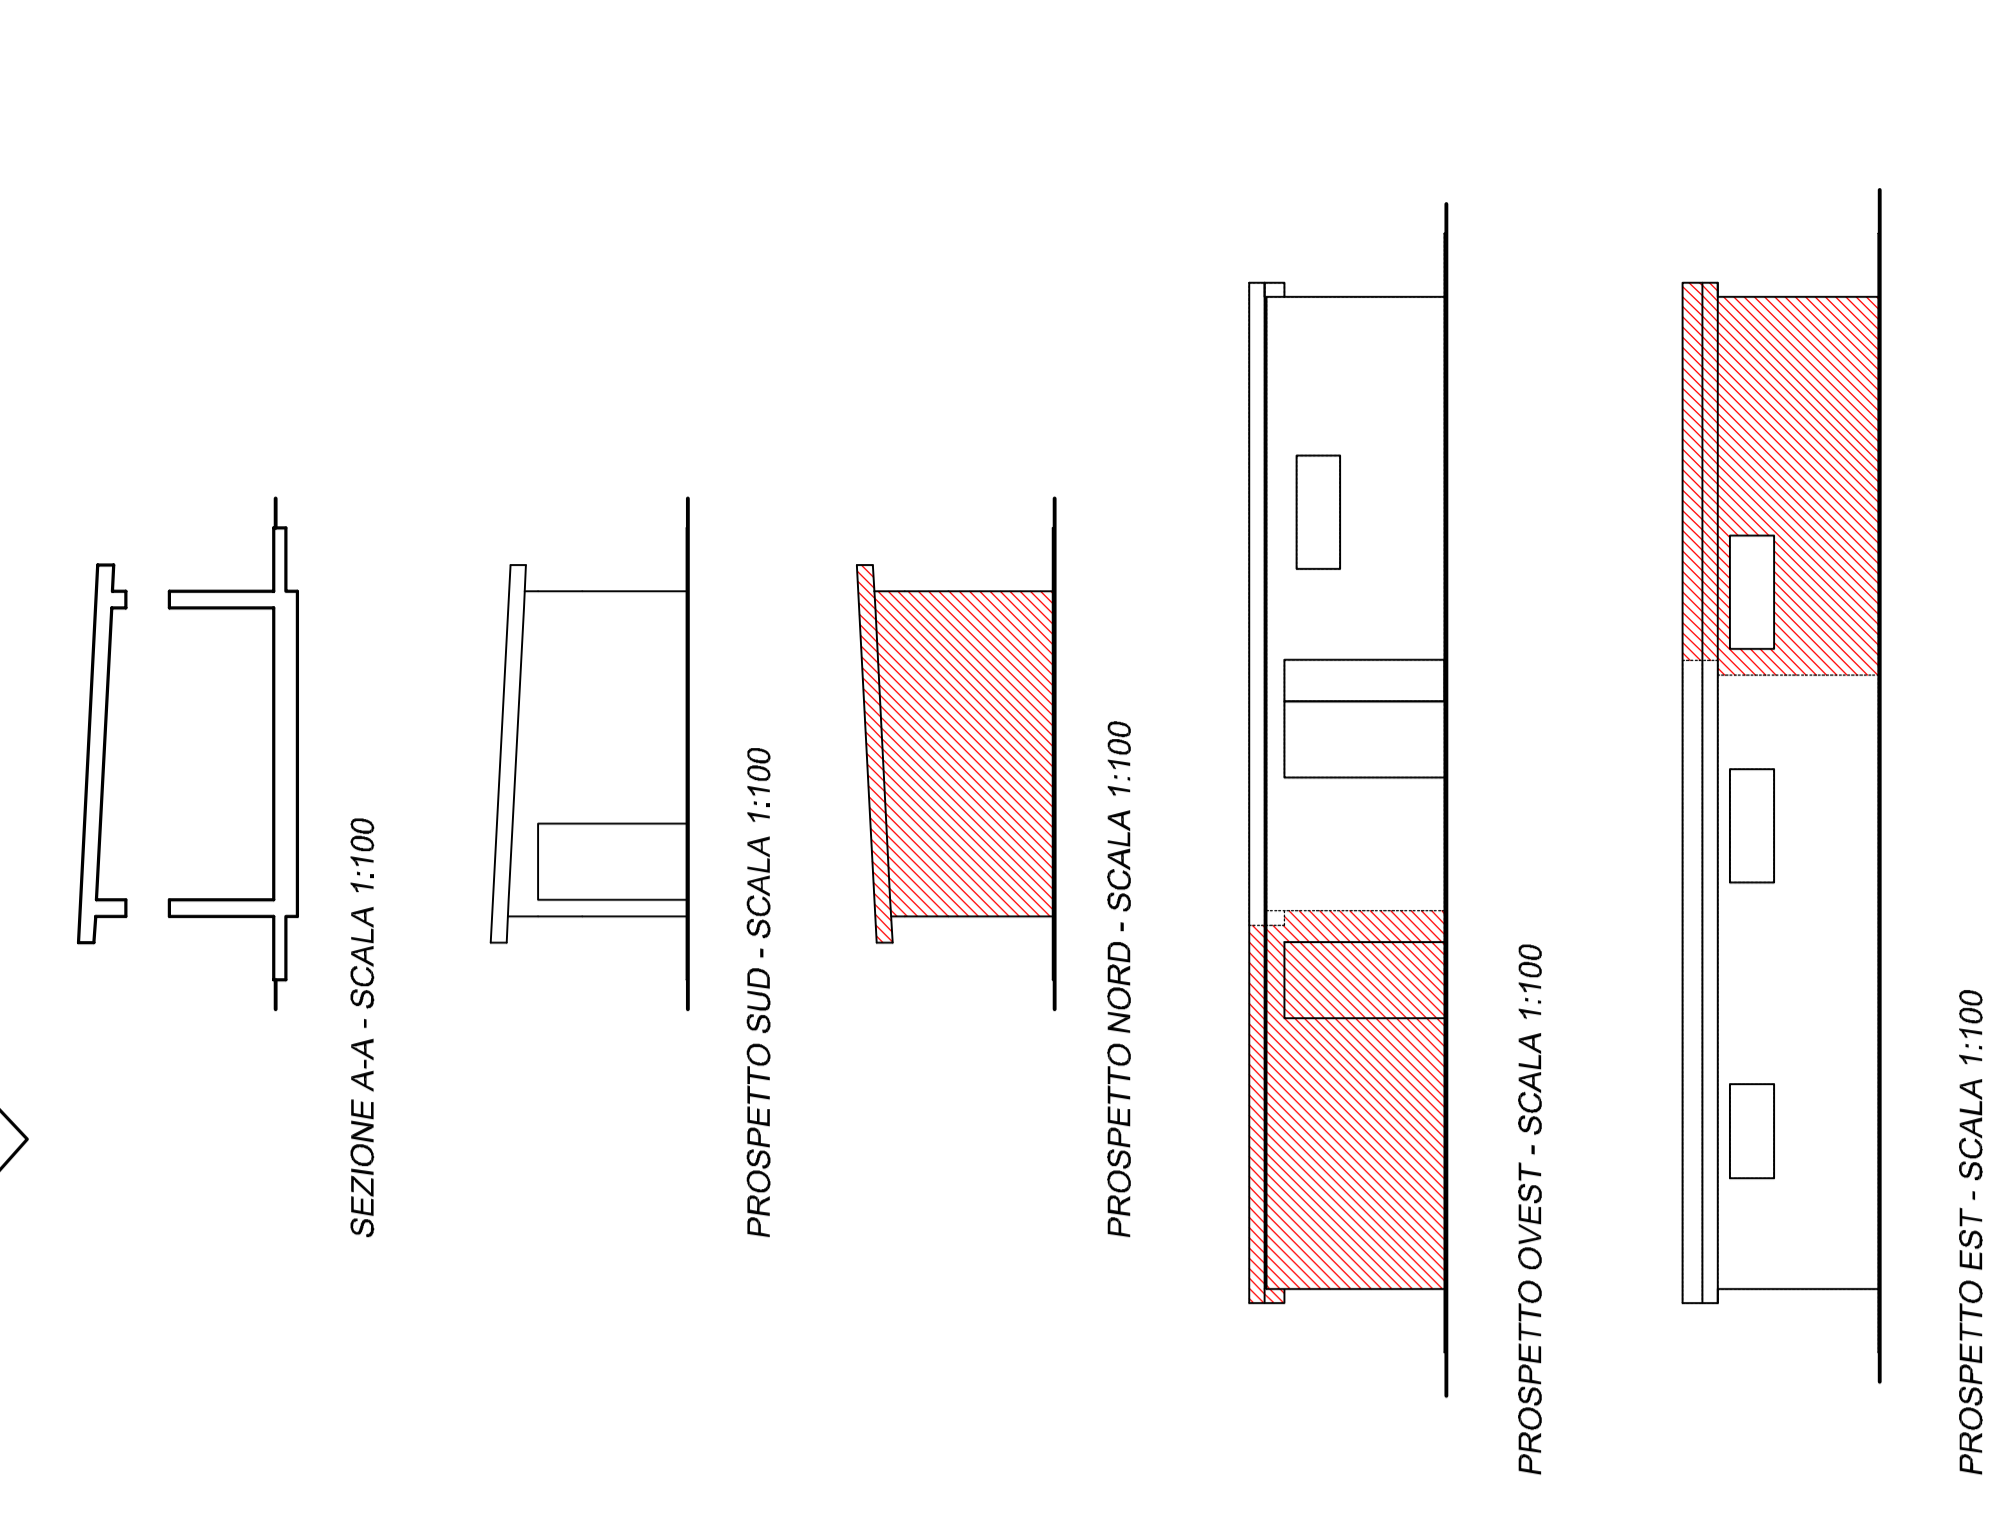 SEZIONE A-A - SCALA 1:100
PROSPETTO SUD - SCALA 1:100
PROSPETTO NORD - SCALA 1:100
PROSPETTO OVEST - SCALA 1:100
PROSPETTO EST - SCALA 1:100